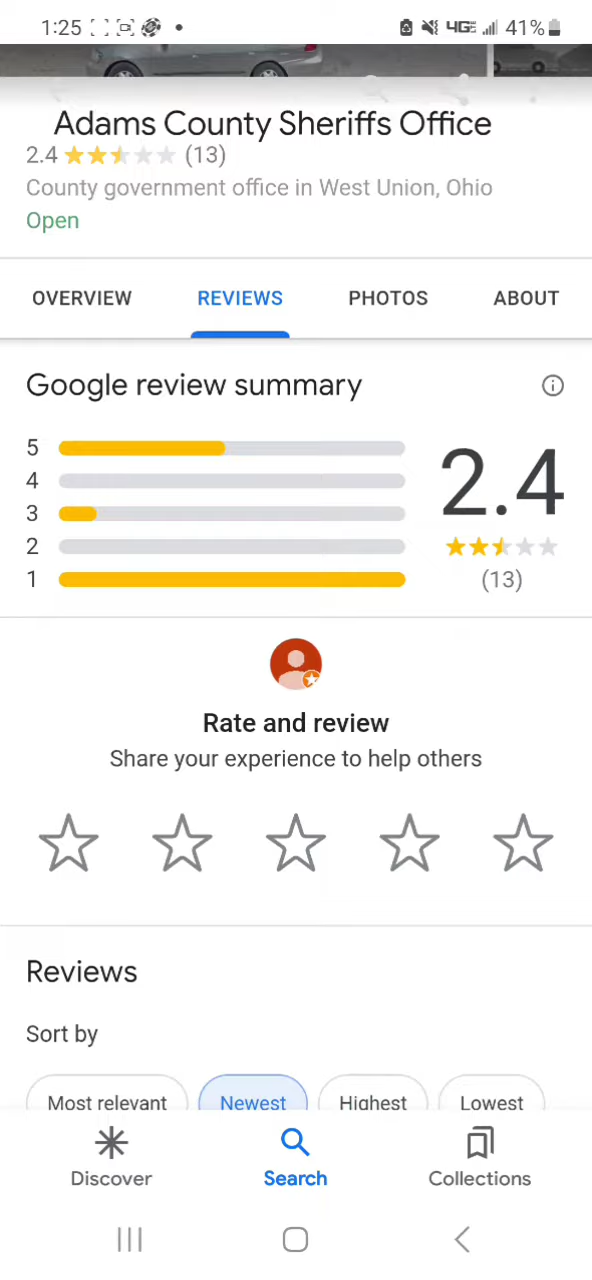 1:25 4GE 41%
Adams County Sheriffs Office
2.4 (13)
County government office in West Union, Ohio
Open
OVERVIEW REVIEWS PHOTOS ABOUT
Google review summary
5
4
3
2
1
2.4
(13)
Rate and review
Share your experience to help others
Reviews
Sort by
Most relevant Newest Highest Lowest
Discover Search Collections